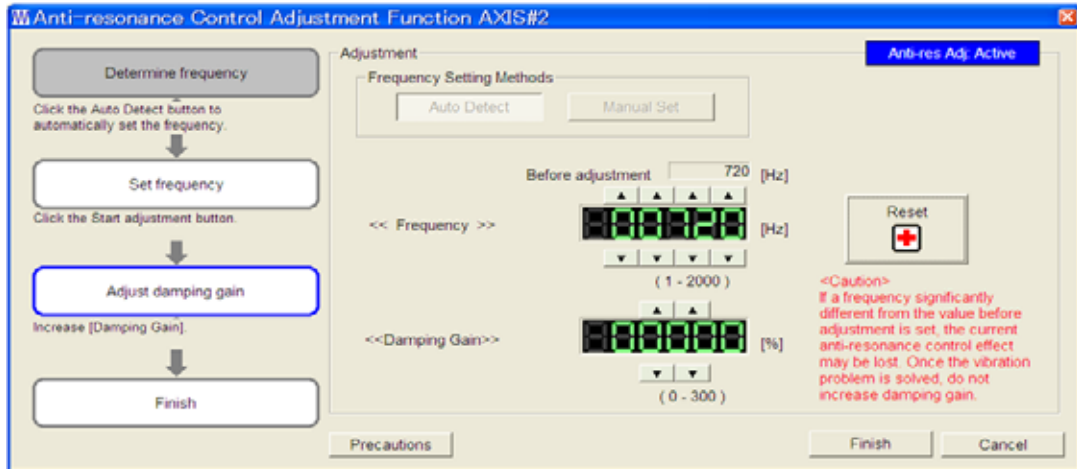 Anti-resonance Control Adjustment Function AXIS#2
Determine frequency
Click the Auto Detect button to
automatically set the frequency.
Set frequency
Click the Start adjustment button.
Adjust damping gain
Increase [Damping Gain].
Finish
Adjustment
Anti-res Adj: Active
Frequency Setting Methods
Auto Detect
Manual Set
Before adjustment 720 [Hz]
<< Frequency >> 00720 [Hz]
( 1 - 2000 )
<<Damping Gain>> 00000 [%]
( 0 - 300 )
Reset
<Caution>
If a frequency significantly
different from the value before
adjustment is set, the current
anti-resonance control effect
may be lost. Once the vibration
problem is solved, do not
increase damping gain.
Precautions
Finish
Cancel